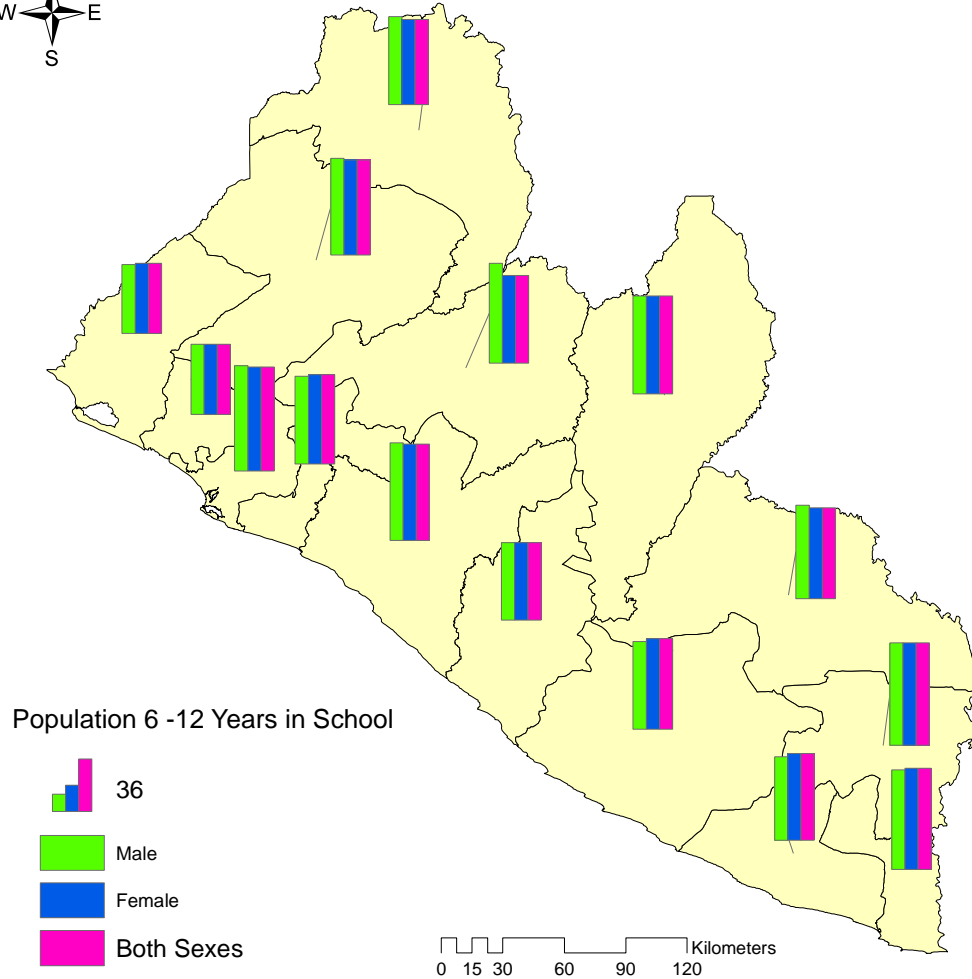 W E
S
Population 6 -12 Years in School
36
Male
Female
Both Sexes
Kilometers
0 15 30 60 90 120